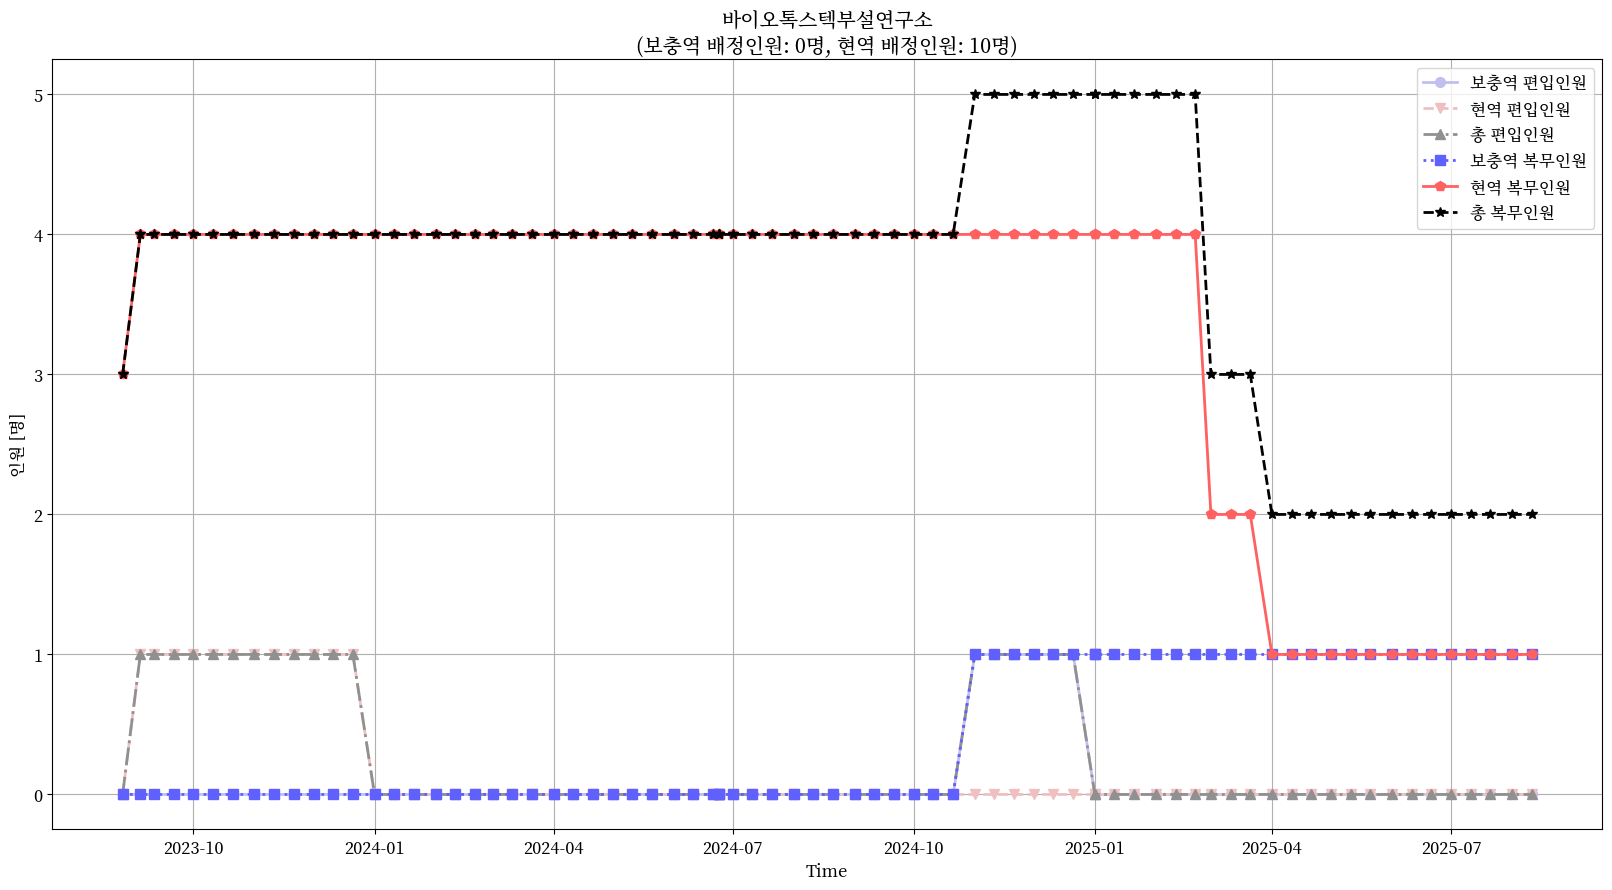 바이오톡스텍부설연구소
(보충역 배정인원: 0명, 현역 배정인원: 10명)
보충역 편입인원
현역 편입인원
총 편입인원
보충역 복무인원
현역 복무인원
총 복무인원
인원 [명]
5
4
3
2
1
0
2023-10 2024-01 2024-04 2024-07 2024-10 2025-01 2025-04 2025-07
Time